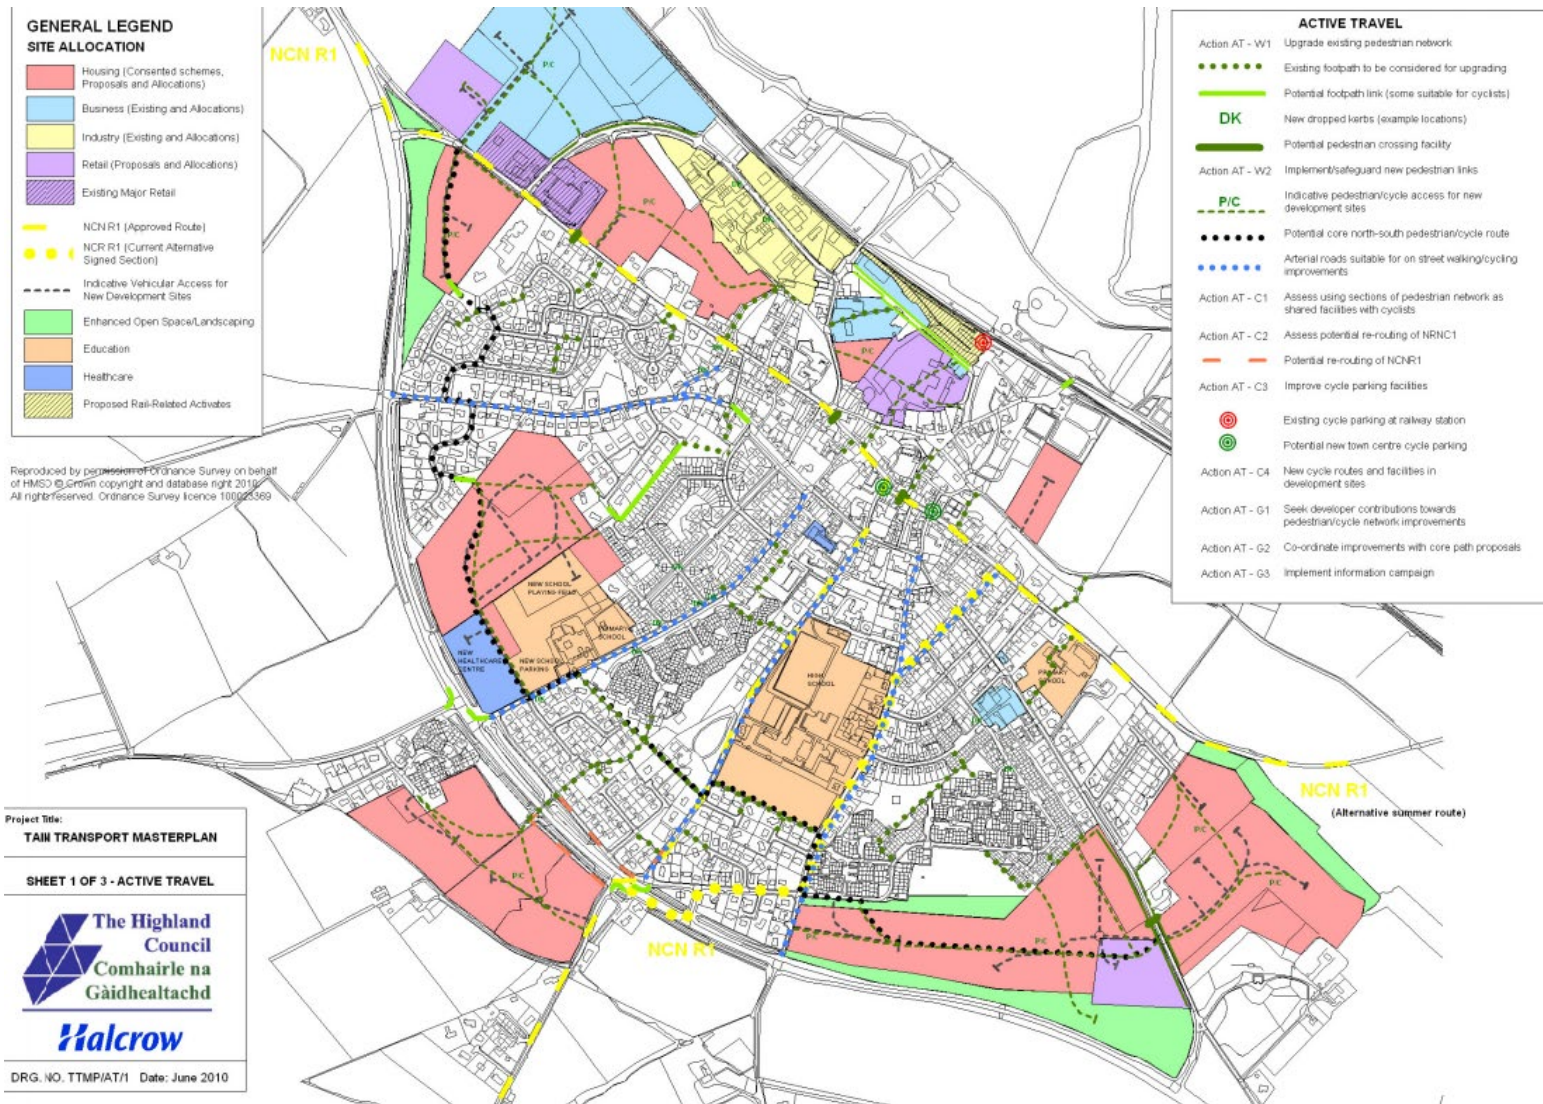 GENERAL LEGEND
SITE ALLOCATION
Housing (Consented schemes,
Proposals and Allocations)
Business (Existing and Allocations)
Industry (Existing and Allocations)
Retail (Proposals and Allocations)
Existing Major Retail
NCN R1 (Approved Route)
NCR R1 (Current Alternative
Signed Section)
Indicative Vehicular Access for
New Development Sites
Enhanced Open Space/Landscaping
Education
Healthcare
Proposed Rail-Related Activates
Reproduced by permission of Ordnance Survey on behalf
of HMSO © Crown copyright and database right 2010
All rights reserved. Ordnance Survey licence 100023369
NCN R1
P/C
P/C
P/C
P/C
NEW SCHOOL
PLAYING FIELD
PRIMARY
SCHOOL
NEW
HEALTHCARE
CENTRE
NEW SCHOOL
PARKING
HIGH
SCHOOL
PRIMARY
SCHOOL
P/C
P/C
P/C
P/C
P/C
NCN R1
NCN R1
(Alternative summer route)
ACTIVE TRAVEL
Action AT - W1 Upgrade existing pedestrian network
Existing footpath to be considered for upgrading
Potential footpath link (some suitable for cyclists)
DK New dropped kerbs (example locations)
Potential pedestrian crossing facility
Action AT - W2 Implement/safeguard new pedestrian links
P/C Indicative pedestrian/cycle access for new
development sites
Potential core north-south pedestrian/cycle route
Arterial roads suitable for on street walking/cycling
improvements
Action AT - C1 Assess using sections of pedestrian network as
shared facilities with cyclists
Action AT - C2 Assess potential re-routing of NRNC1
Potential re-routing of NCNR1
Action AT - C3 Improve cycle parking facilities
Existing cycle parking at railway station
Potential new town centre cycle parking
Action AT - C4 New cycle routes and facilities in
development sites
Action AT - G1 Seek developer contributions towards
pedestrian/cycle network improvements
Action AT - G2 Co-ordinate improvements with core path proposals
Action AT - G3 Implement information campaign
Project Title:
TAIN TRANSPORT MASTERPLAN
SHEET 1 OF 3 - ACTIVE TRAVEL
The Highland
Council
Comhairle na
Gàidhealtachd
Halcrow
DRG. NO. TTMP/AT/1 Date: June 2010